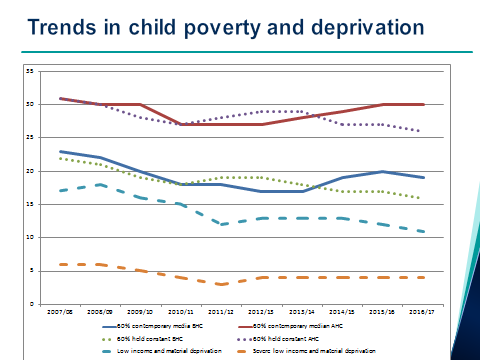 Trends in child poverty and deprivation
35
30
25
20
15
10
5
0
2007/08 2008/09 2009/10 2010/11 2011/12 2012/13 2013/14 2014/15 2015/16 2016/17
60% contemporary media BHC 60% contemporary median AHC
60% held constant BHC 60% held constant AHC
Low income and material deprivation Severe low income and material deprivation